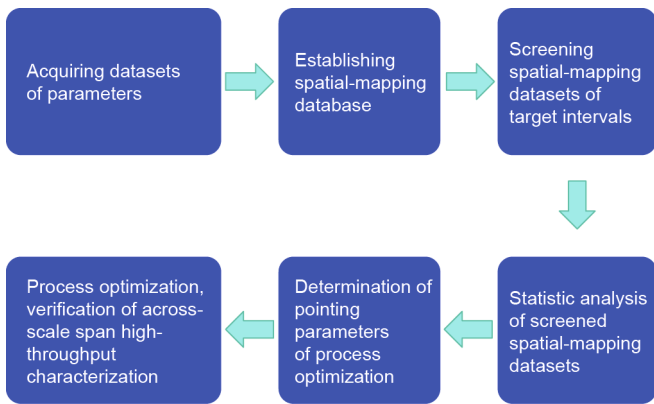 Acquiring datasets
of parameters
Establishing
spatial-mapping
database
Screening
spatial-mapping
datasets of
target intervals
Statistic analysis
of screened
spatial-mapping
datasets
Determination of
pointing
parameters
of process
optimization
Process optimization,
verification of across-
scale span high-
throughput
characterization